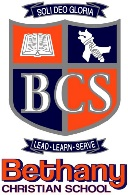 SOLI DEO GLORIA
BCS
LEAD·LEARN·SERVE
Bethany
CHRISTIAN SCHOOL